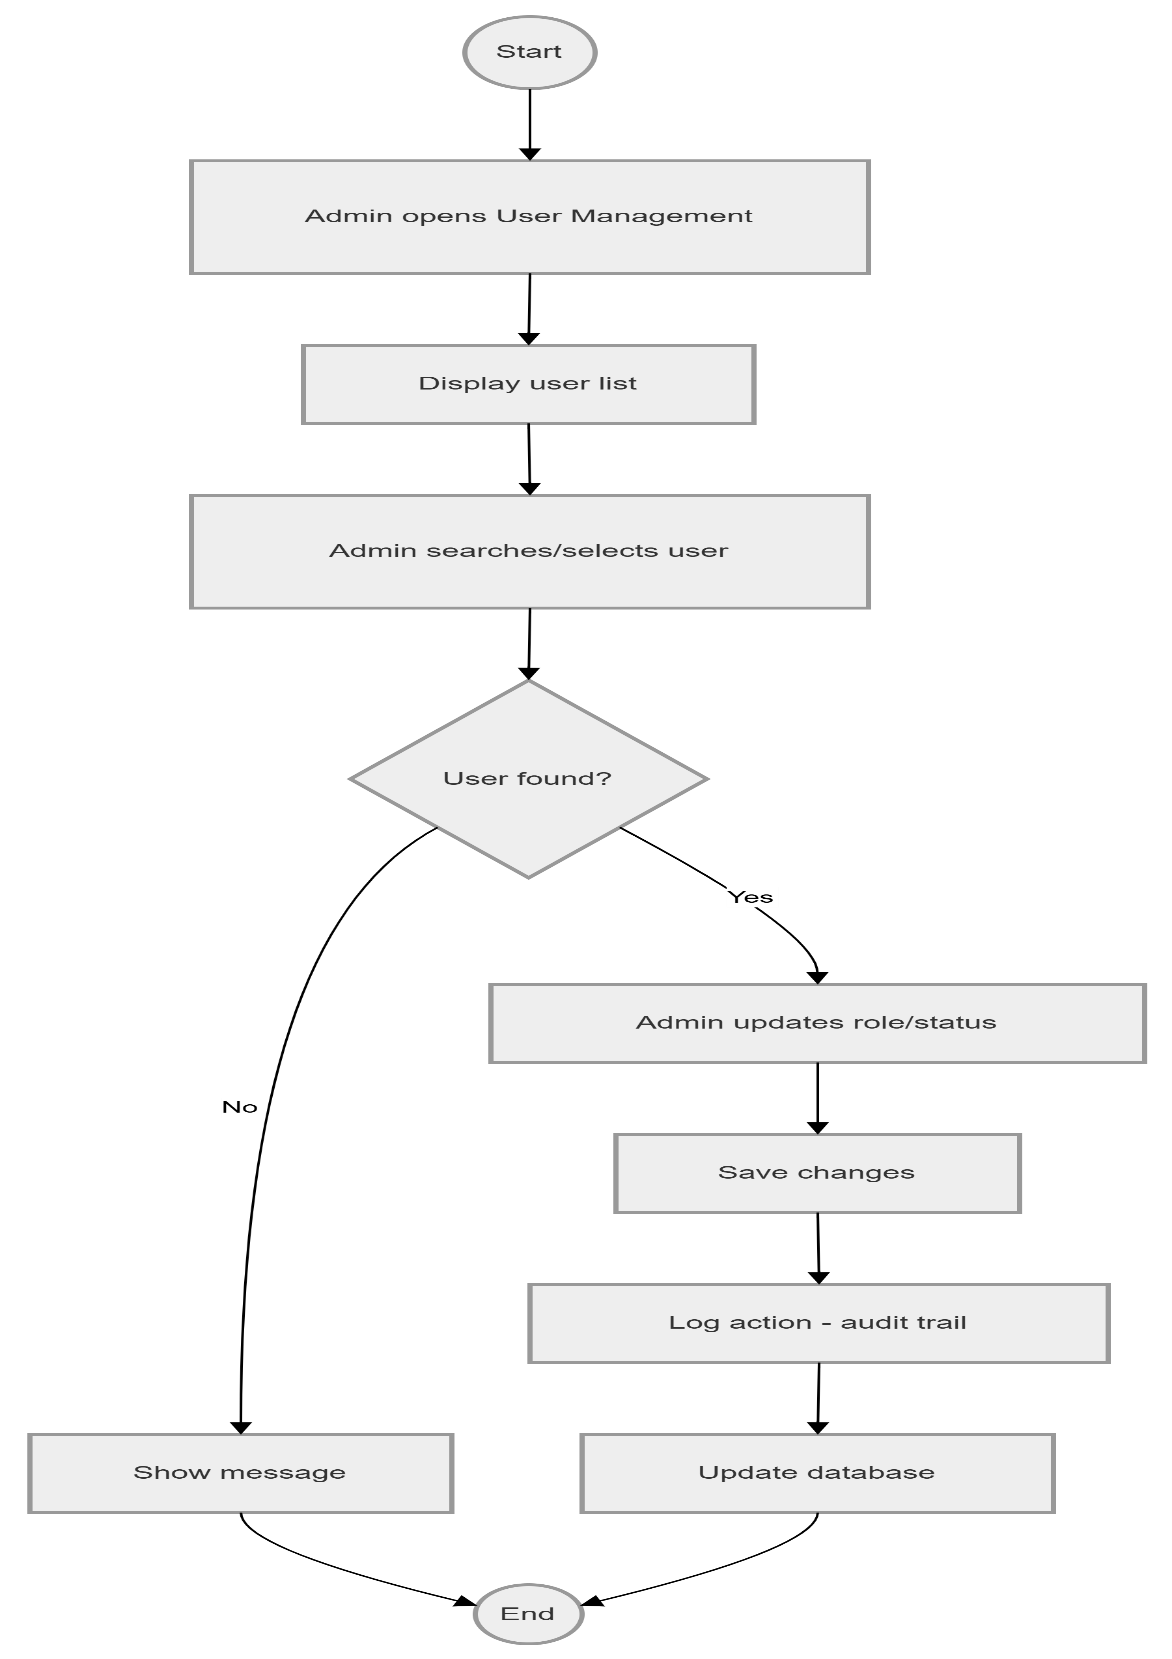 Start
Admin opens User Management
Display user list
Admin searches/selects user
User found?
Yes
Admin updates role/status
No
Save changes
Log action - audit trail
Show message
Update database
End